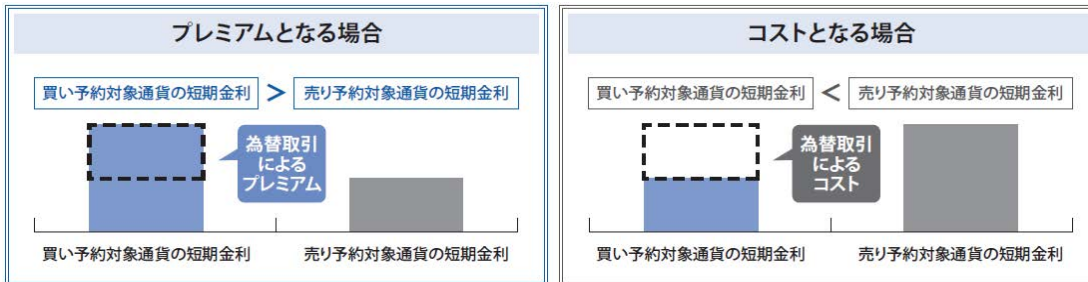 プレミアムとなる場合
買い予約対象通貨の短期金利 > 売り予約対象通貨の短期金利
為替取引
による
プレミアム
買い予約対象通貨の短期金利 売り予約対象通貨の短期金利
コストとなる場合
買い予約対象通貨の短期金利 < 売り予約対象通貨の短期金利
為替取引
による
コスト
買い予約対象通貨の短期金利 売り予約対象通貨の短期金利